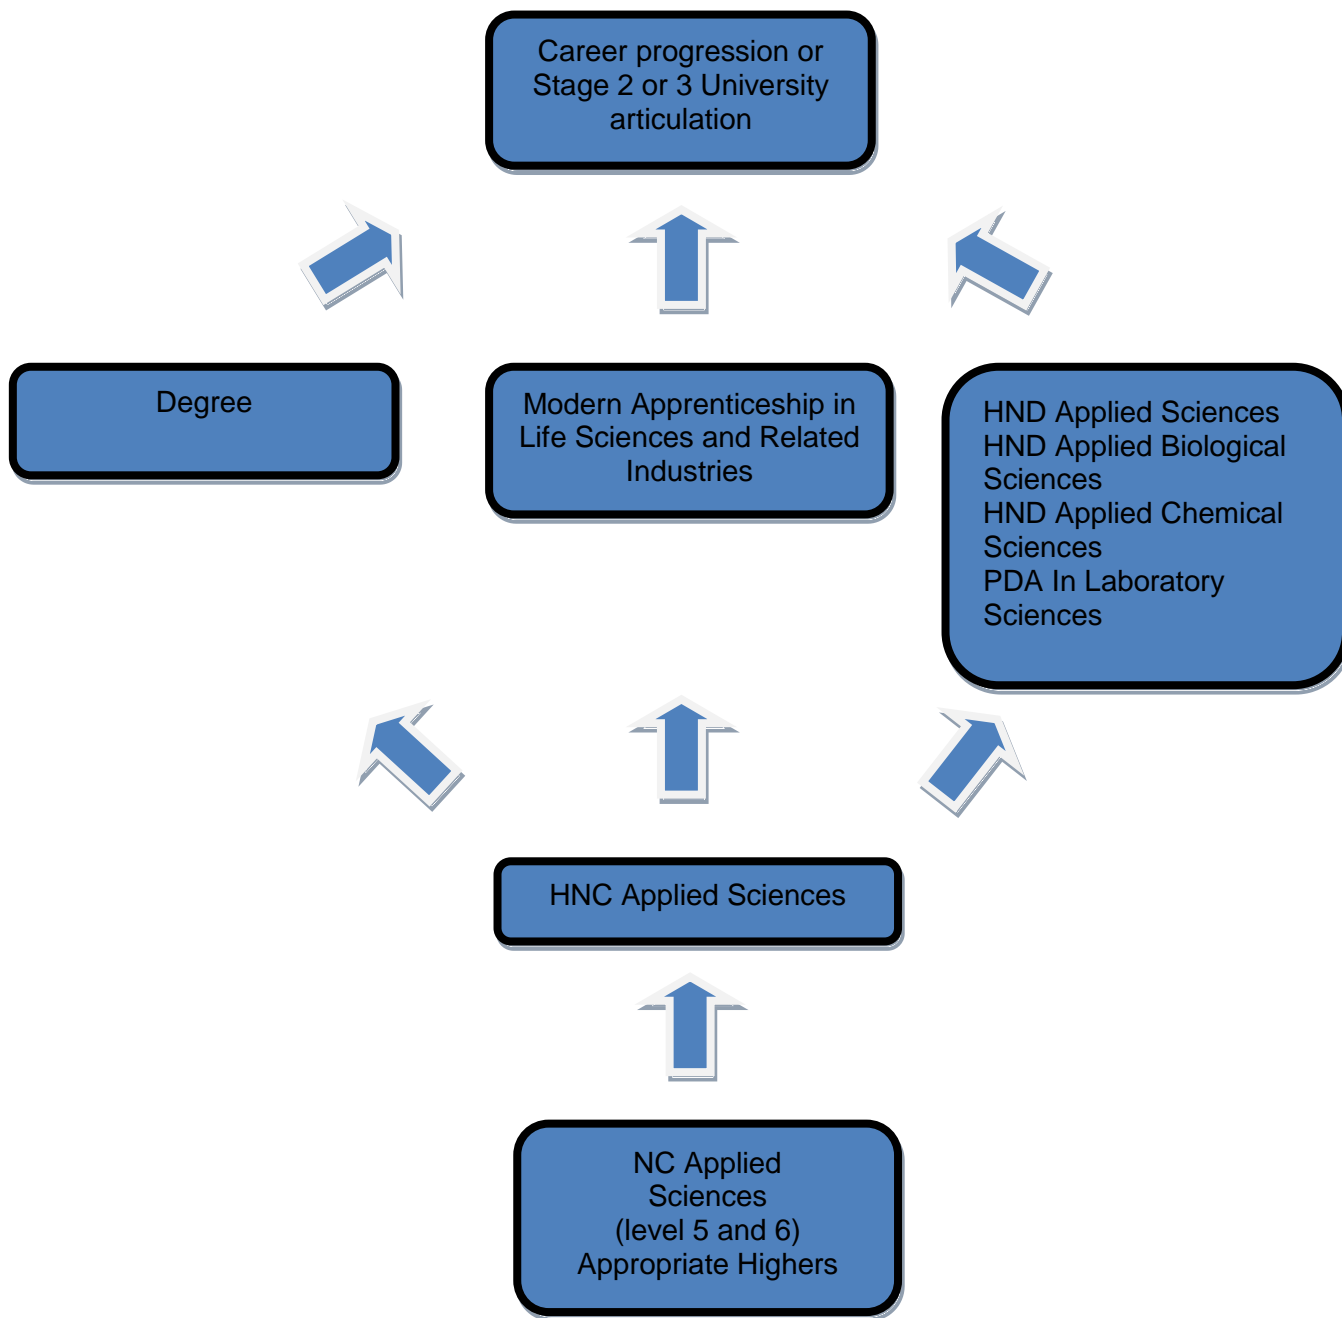 Career progression or
Stage 2 or 3 University
articulation
Degree
Modern Apprenticeship in
Life Sciences and Related
Industries
HND Applied Sciences
HND Applied Biological
Sciences
HND Applied Chemical
Sciences
PDA In Laboratory
Sciences
HNC Applied Sciences
NC Applied
Sciences
(level 5 and 6)
Appropriate Highers